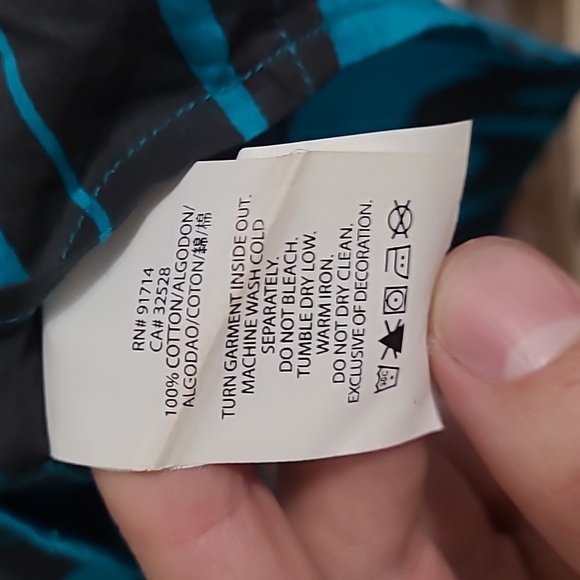 RN# 91714
CA# 32528
100% COTTON/ALGODON/
ALGODAO/COTON/綿/棉
TURN GARMENT INSIDE OUT.
MACHINE WASH COLD
SEPARATELY.
DO NOT BLEACH.
TUMBLE DRY LOW.
WARM IRON.
DO NOT DRY CLEAN.
EXCLUSIVE OF DECORATION.
30C